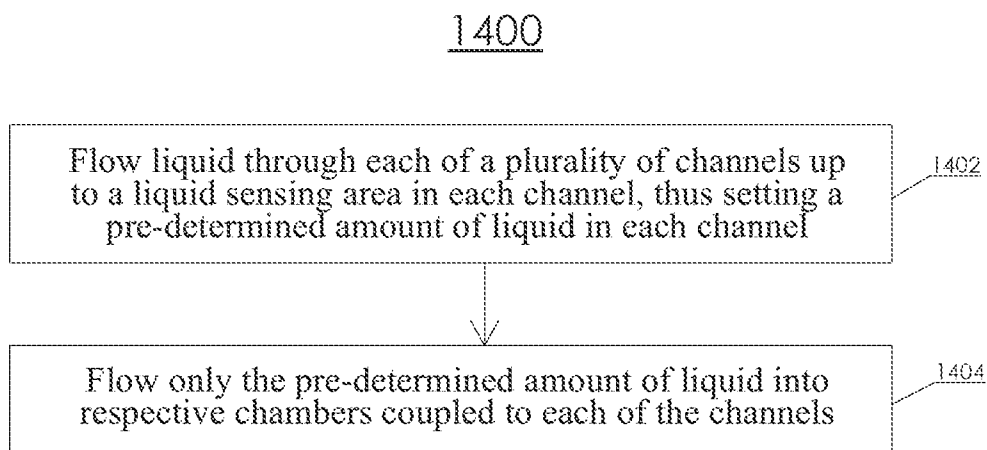 1400
Flow liquid through each of a plurality of channels up
to a liquid sensing area in each channel, thus setting a
pre-determined amount of liquid in each channel
1402
Flow only the pre-determined amount of liquid into
respective chambers coupled to each of the channels
1404